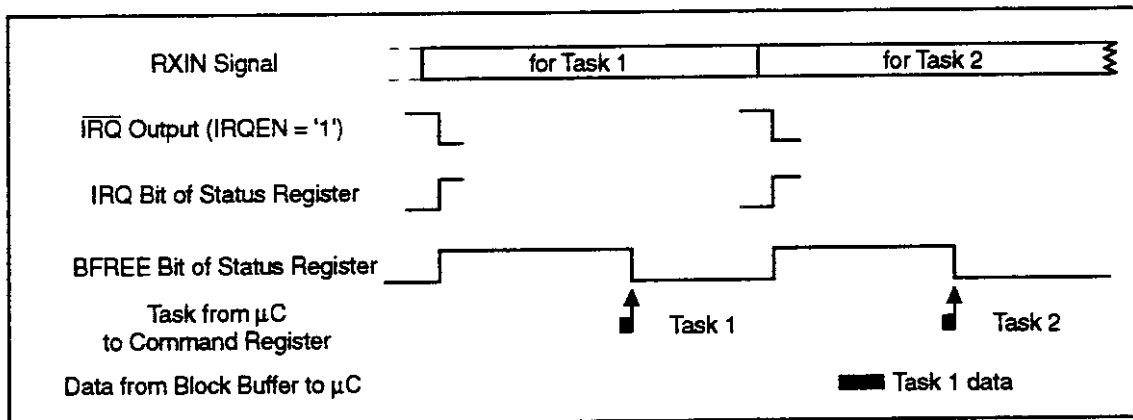 RXIN Signal
for Task 1
for Task 2
I̅R̅Q̅ Output (IRQEN = '1')
IRQ Bit of Status Register
BFREE Bit of Status Register
Task from μC
to Command Register
Task 1
Task 2
Data from Block Buffer to μC
Task 1 data